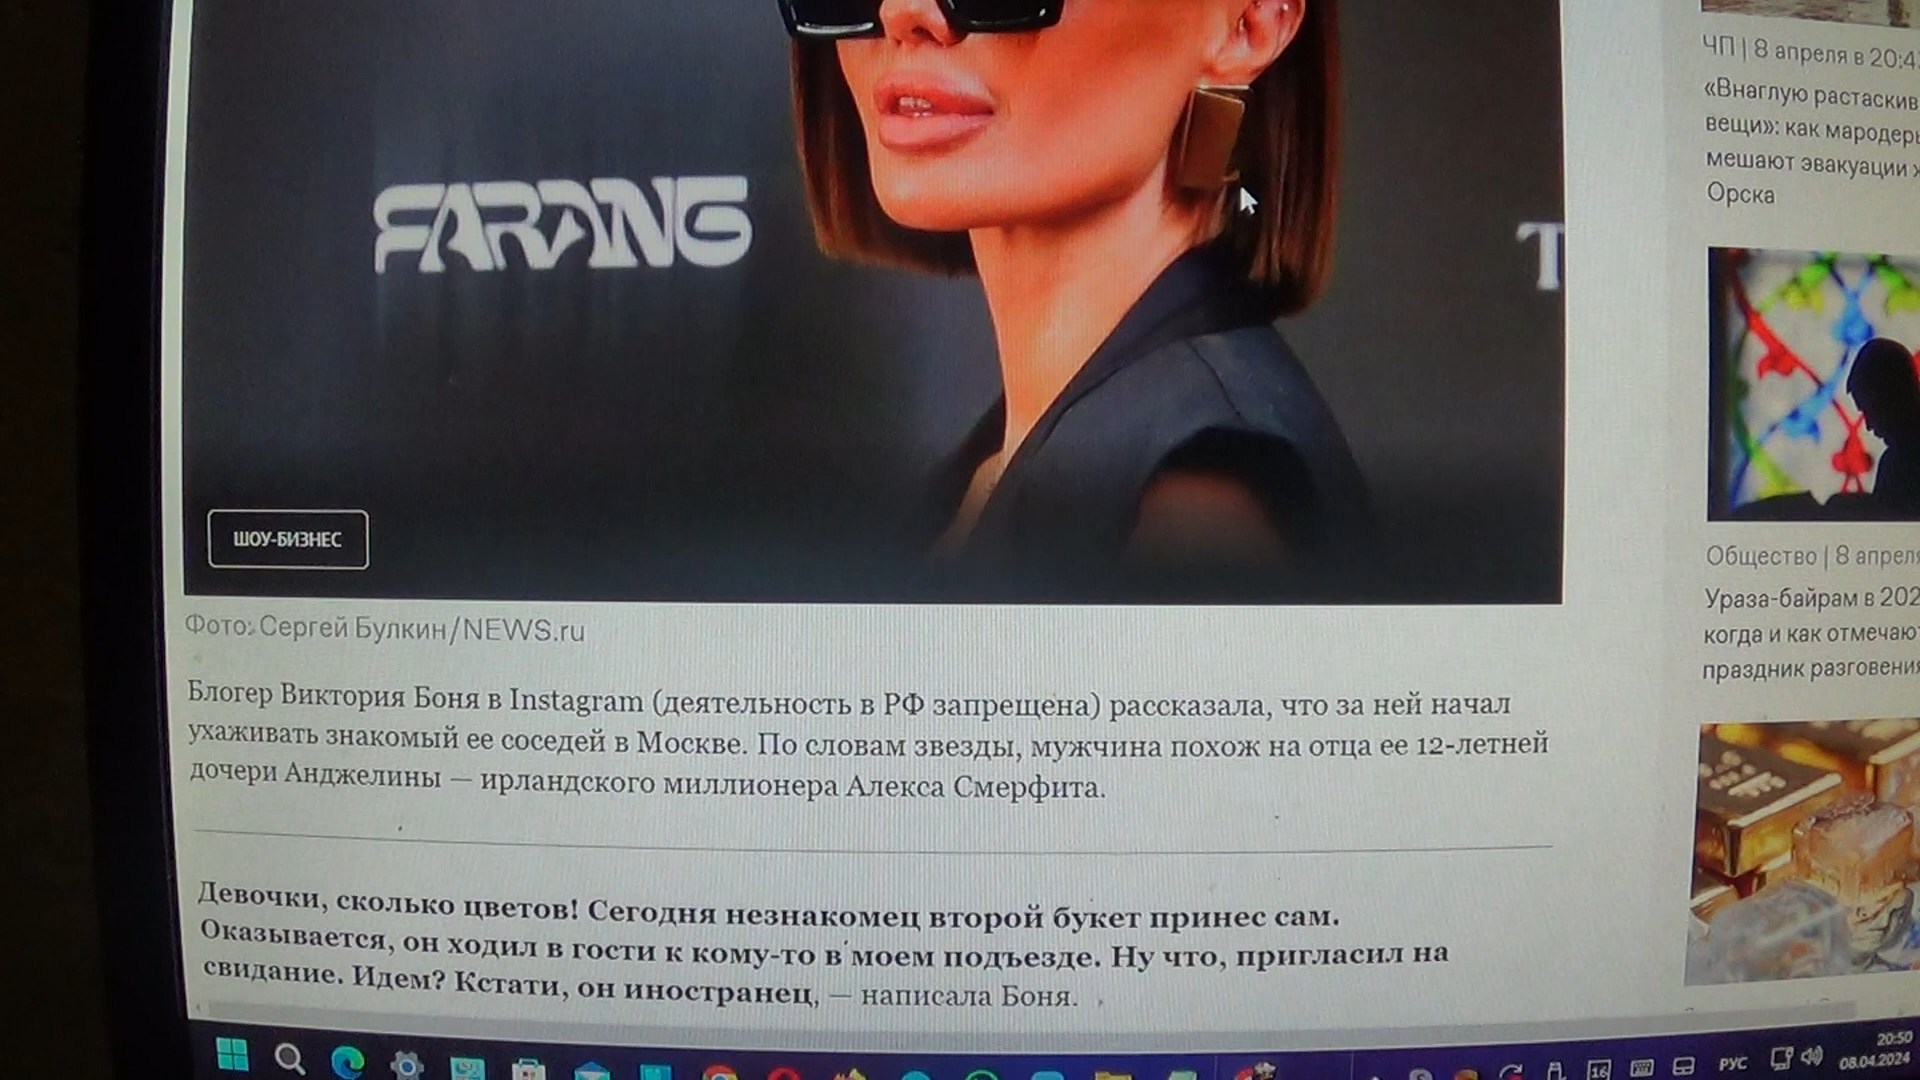 FARANG
T
ШОУ-БИЗНЕС
Фото: Сергей Булкин/NEWS.ru
Блогер Виктория Боня в Instagram (деятельность в РФ запрещена) рассказала, что за ней начал
ухаживать знакомый ее соседей в Москве. По словам звезды, мужчина похож на отца ее 12-летней
дочери Анджелины — ирландского миллионера Алекса Смерфита.
Девочки, сколько цветов! Сегодня незнакомец второй букет принес сам.
Оказывается, он ходил в гости к кому-то в моем подъезде. Ну что, пригласил на
свидание. Идем? Кстати, он иностранец, — написала Боня.
ЧП | 8 апреля в 20:4
«Внаглую растаскив
вещи»: как мародеры
мешают эвакуации
Орска
Общество | 8 апреля
Ураза-байрам в 202
когда и как отмечают
праздник разговения
16
РУС
20:50
08.04.2024